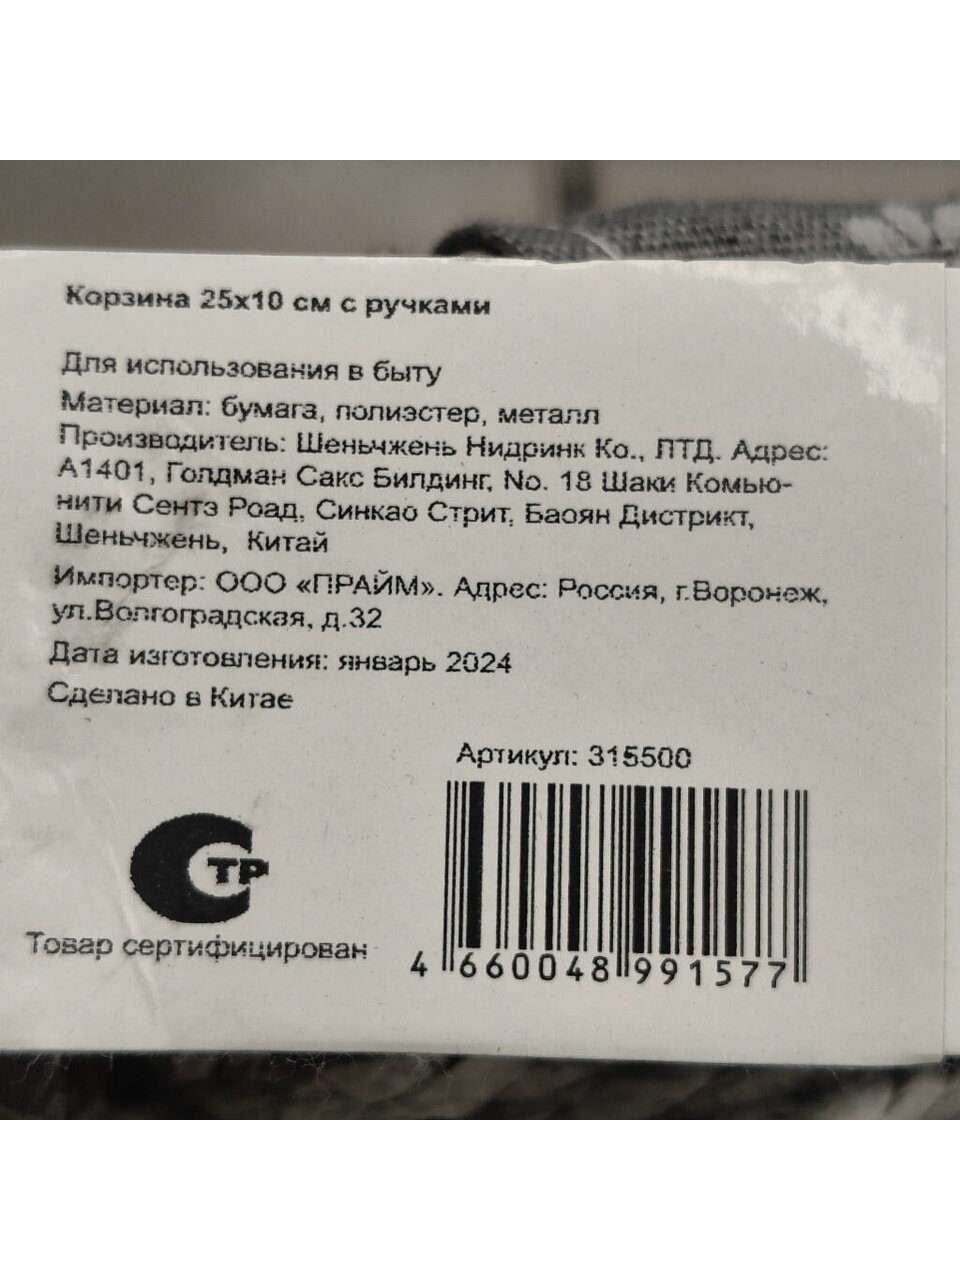 Корзина 25х10 см с ручками
Для использования в быту
Материал: бумага, полиэстер, металл
Производитель: Шеньчжень Нидринк Ко., ЛТД. Адрес:
А1401, Голдман Сакс Билдинг, No. 18 Шаки Комью-
нити Сентэ Роад, Синкао Стрит, Баоян Дистрикт,
Шеньчжень, Китай
Импортер: ООО «ПРАЙМ». Адрес: Россия, г.Воронеж,
ул.Волгоградская, д.32
Дата изготовления: январь 2024
Сделано в Китае
Артикул: 315500
ТР
Товар сертифицирован
4 660048 991577